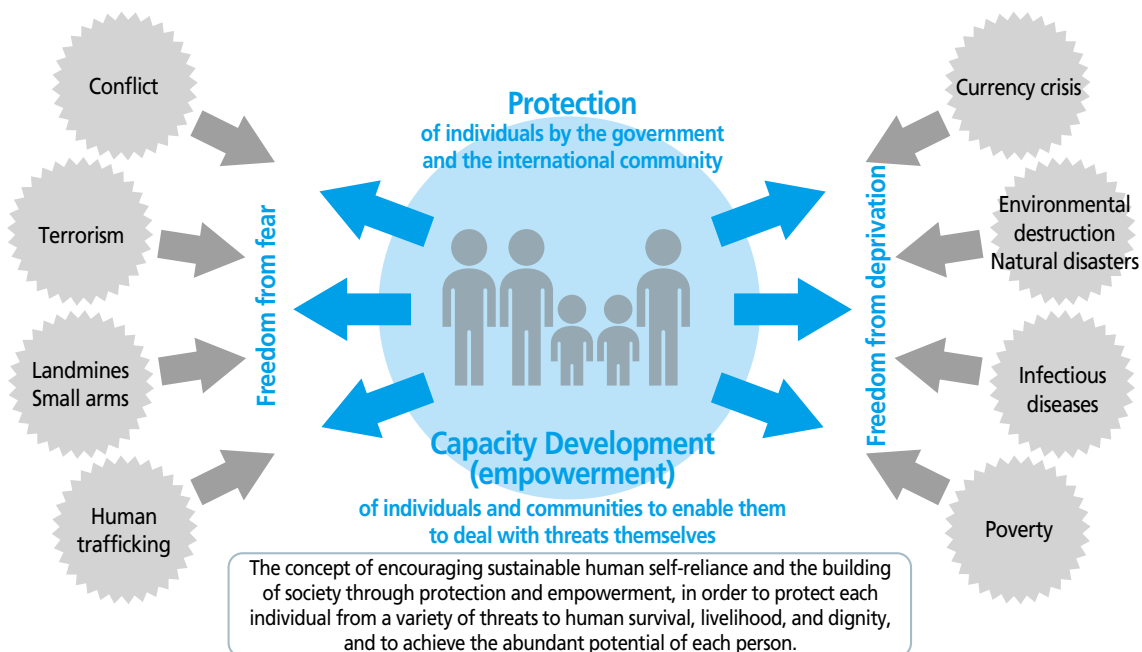 Conflict
Terrorism
Landmines
Small arms
Human
trafficking
Freedom from fear
Protection
of individuals by the government
and the international community
Capacity Development
(empowerment)
of individuals and communities to enable them
to deal with threats themselves
Freedom from deprivation
Currency crisis
Environmental
destruction
Natural disasters
Infectious
diseases
Poverty
The concept of encouraging sustainable human self-reliance and the building
of society through protection and empowerment, in order to protect each
individual from a variety of threats to human survival, livelihood, and dignity,
and to achieve the abundant potential of each person.